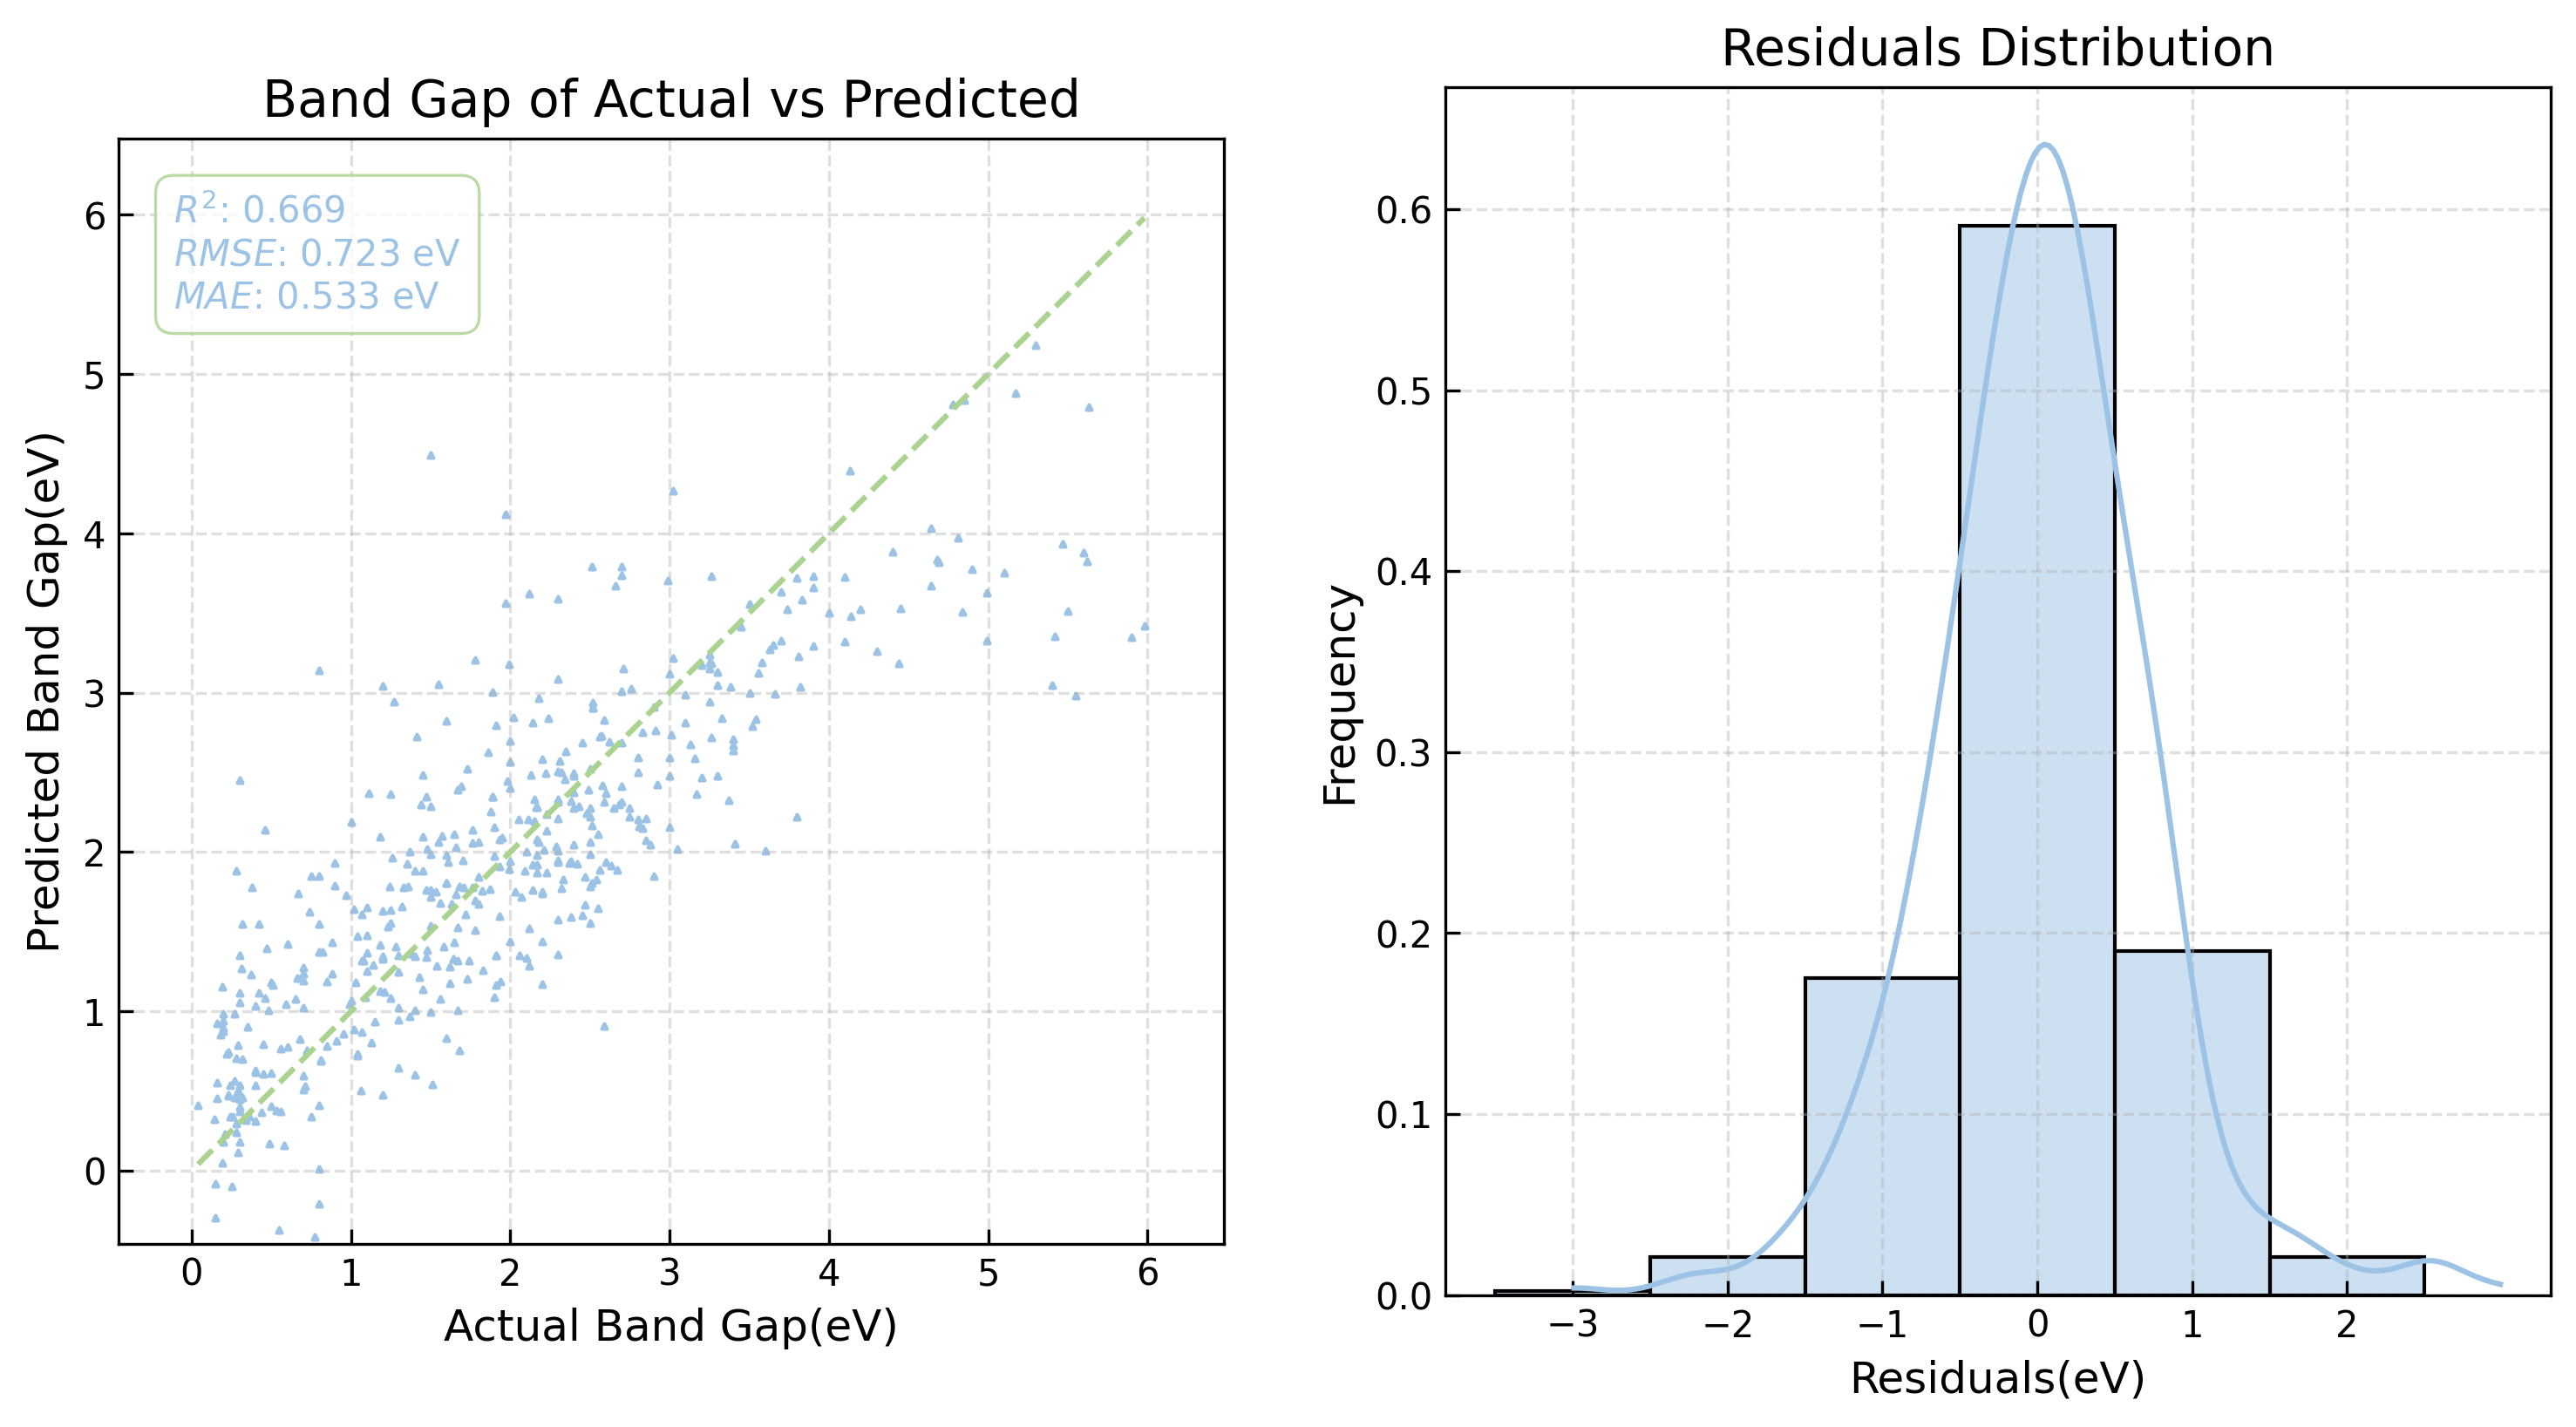 Band Gap of Actual vs Predicted
R²: 0.669
RMSE: 0.723 eV
MAE: 0.533 eV
6
5
4
3
2
1
0
Predicted Band Gap(eV)
0 1 2 3 4 5 6
Actual Band Gap(eV)
Residuals Distribution
0.6
0.5
0.4
0.3
0.2
0.1
0.0
Frequency
−3 −2 −1 0 1 2
Residuals(eV)